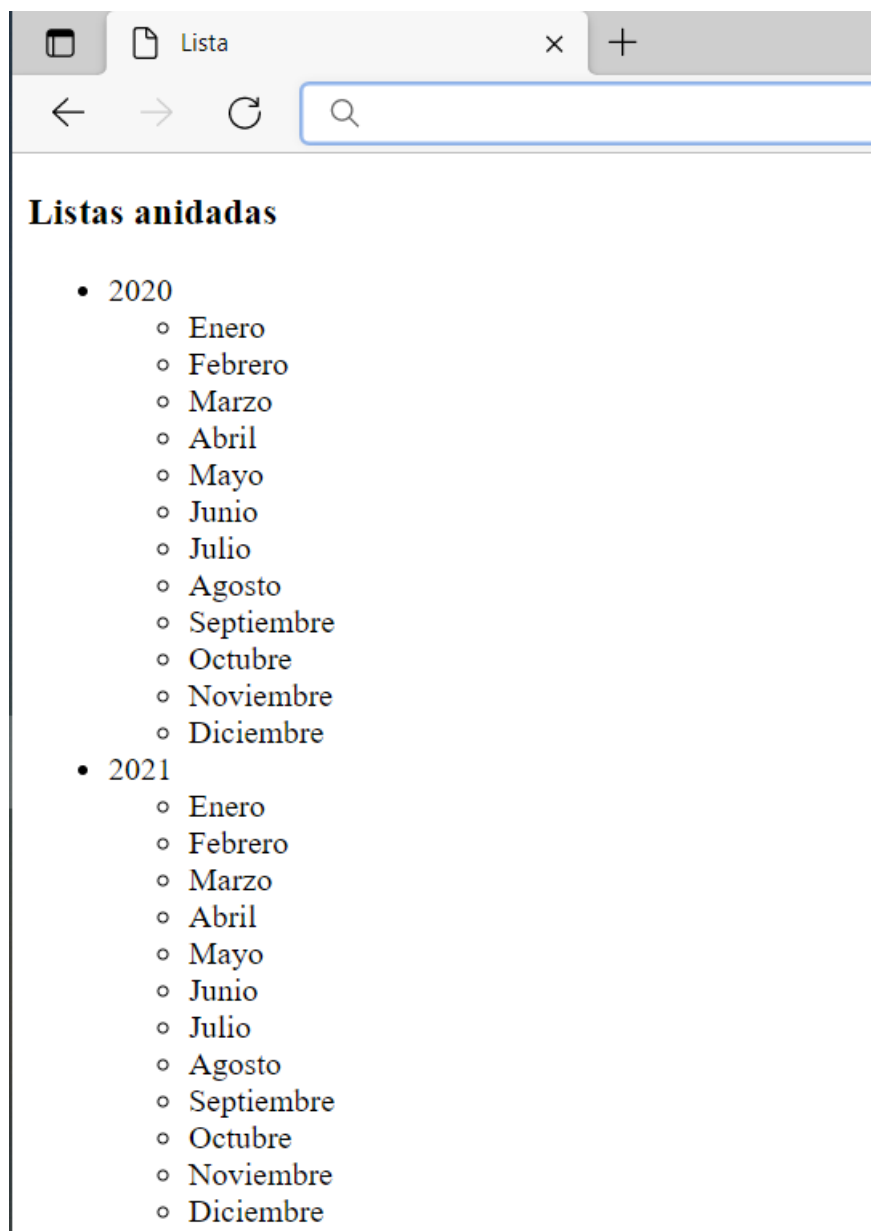 Lista
Listas anidadas
2020
Enero
Febrero
Marzo
Abril
Mayo
Junio
Julio
Agosto
Septiembre
Octubre
Noviembre
Diciembre
2021
Enero
Febrero
Marzo
Abril
Mayo
Junio
Julio
Agosto
Septiembre
Octubre
Noviembre
Diciembre